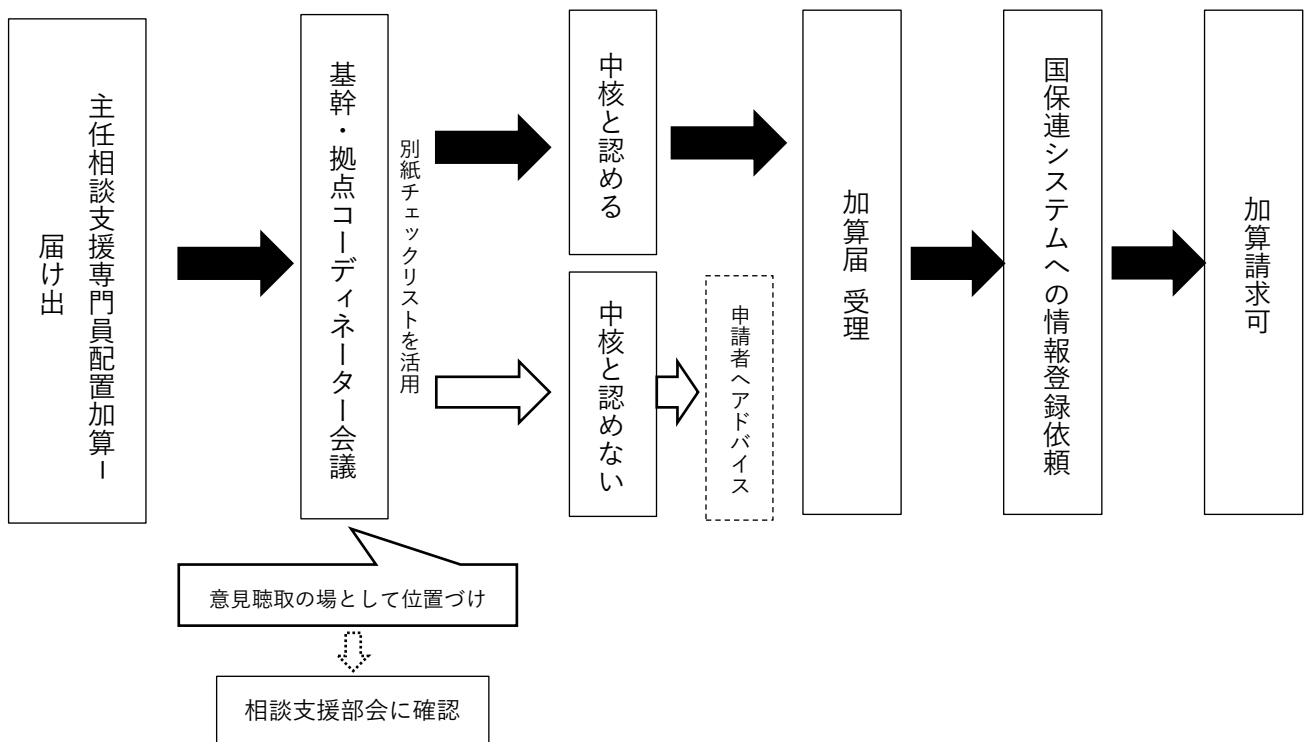 主任相談支援専門員配置加算Ⅰ
届け出
基幹・拠点コーディネーター会議
別紙チェックリストを活用
中核と認める
中核と認めない
申請者へアドバイス
加算届 受理
国保連システムへの情報登録依頼
加算請求可
意見聴取の場として位置づけ
相談支援部会に確認